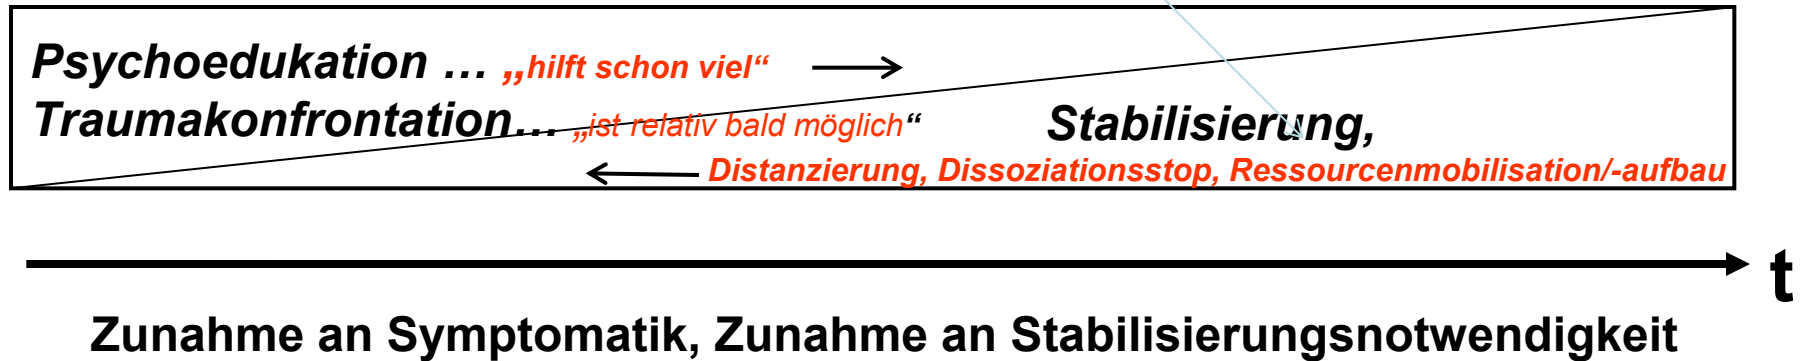 Psychoedukation … „hilft schon viel“
Traumakonfrontation… „ist relativ bald möglich“ Stabilisierung,
Distanzierung, Dissoziationsstop, Ressourcenmobilisation/-aufbau
t
Zunahme an Symptomatik, Zunahme an Stabilisierungsnotwendigkeit